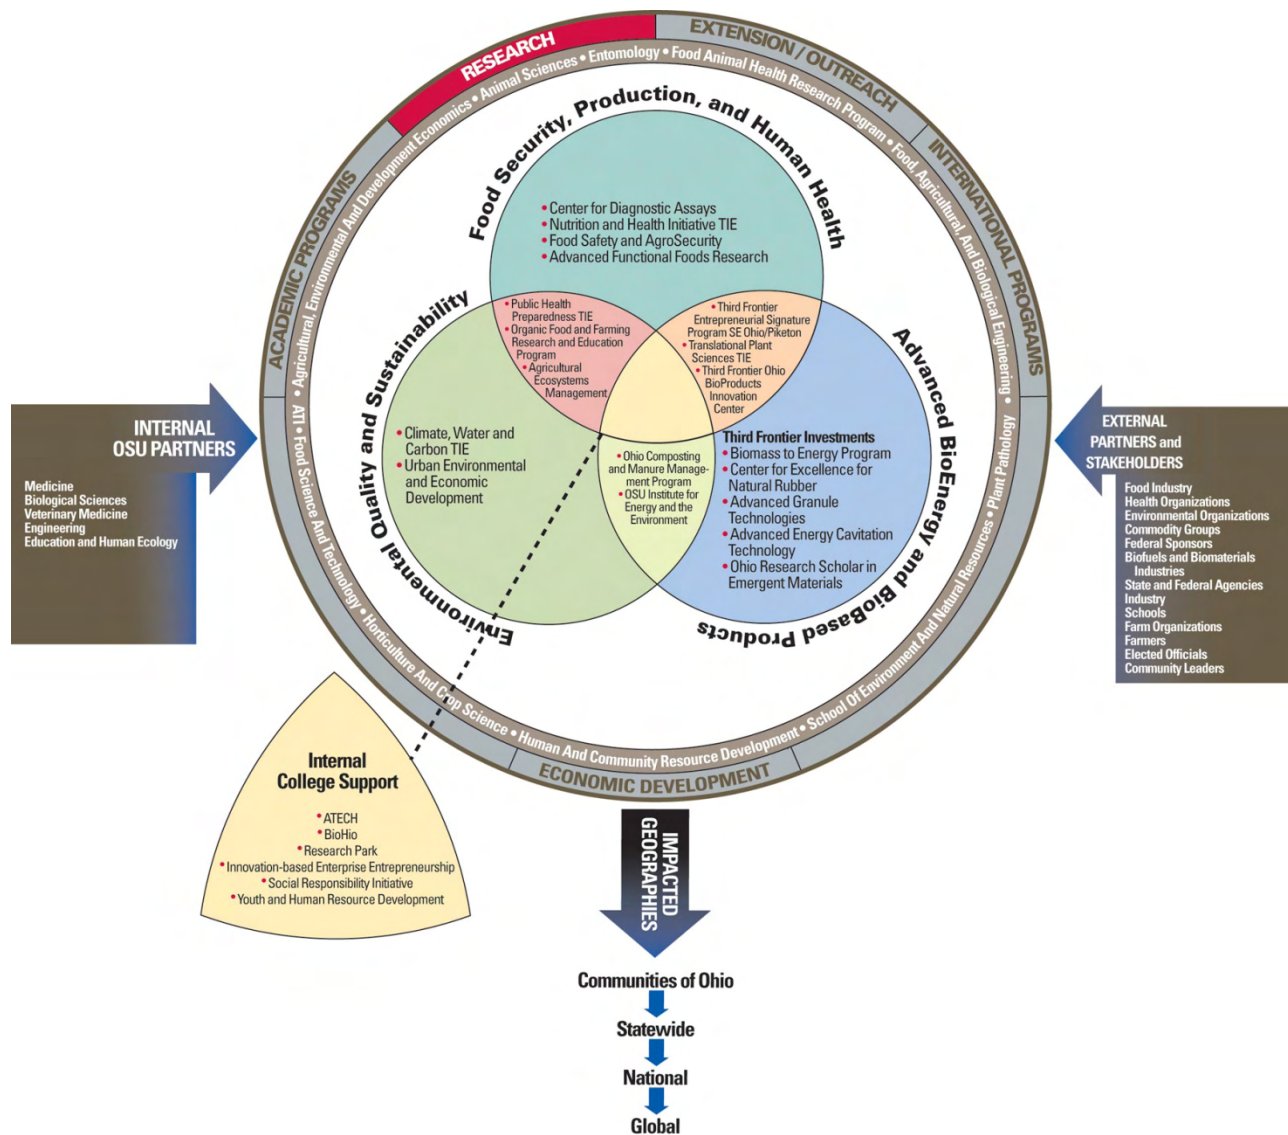 RESEARCH
EXTENSION / OUTREACH
INTERNATIONAL PROGRAMS
ACADEMIC PROGRAMS
ECONOMIC DEVELOPMENT
• Agricultural, Environmental And Development Economics • Animal Sciences • Entomology • Food Animal Health Research Program • Food, Agricultural, And Biological Engineering •
ATI • Food Science And Technology • Horticulture And Crop Science • Human And Community Resource Development • School Of Environment And Natural Resources • Plant Pathology
Food Security, Production, and Human Health
• Center for Diagnostic Assays
• Nutrition and Health Initiative TIE
• Food Safety and AgroSecurity
• Advanced Functional Foods Research
• Public Health
Preparedness TIE
• Organic Food and Farming
Research and Education
Program
• Agricultural
Ecosystems
Management
• Third Frontier
Entrepreneurial Signature
Program SE Ohio/Piketon
• Translational Plant
Sciences TIE
• Third Frontier Ohio
BioProducts
Innovation
Center
Environmental Quality and Sustainability
• Climate, Water and
Carbon TIE
• Urban Environmental
and Economic
Development
• Ohio Composting
and Manure Manage-
ment Program
• OSU Institute for
Energy and the
Environment
Advanced BioEnergy and BioBased Products
Third Frontier Investments
• Biomass to Energy Program
• Center for Excellence for
Natural Rubber
• Advanced Granule
Technologies
• Advanced Energy Cavitation
Technology
• Ohio Research Scholar in
Emergent Materials
INTERNAL
OSU PARTNERS
Medicine
Biological Sciences
Veterinary Medicine
Engineering
Education and Human Ecology
EXTERNAL
PARTNERS and
STAKEHOLDERS
Food Industry
Health Organizations
Environmental Organizations
Commodity Groups
Federal Sponsors
Biofuels and Biomaterials
Industries
State and Federal Agencies
Industry
Schools
Farm Organizations
Farmers
Elected Officials
Community Leaders
Internal
College Support
• ATECH
• BioHio
• Research Park
• Innovation-based Enterprise Entrepreneurship
• Social Responsibility Initiative
• Youth and Human Resource Development
IMPACTED
GEOGRAPHIES
Communities of Ohio
Statewide
National
Global